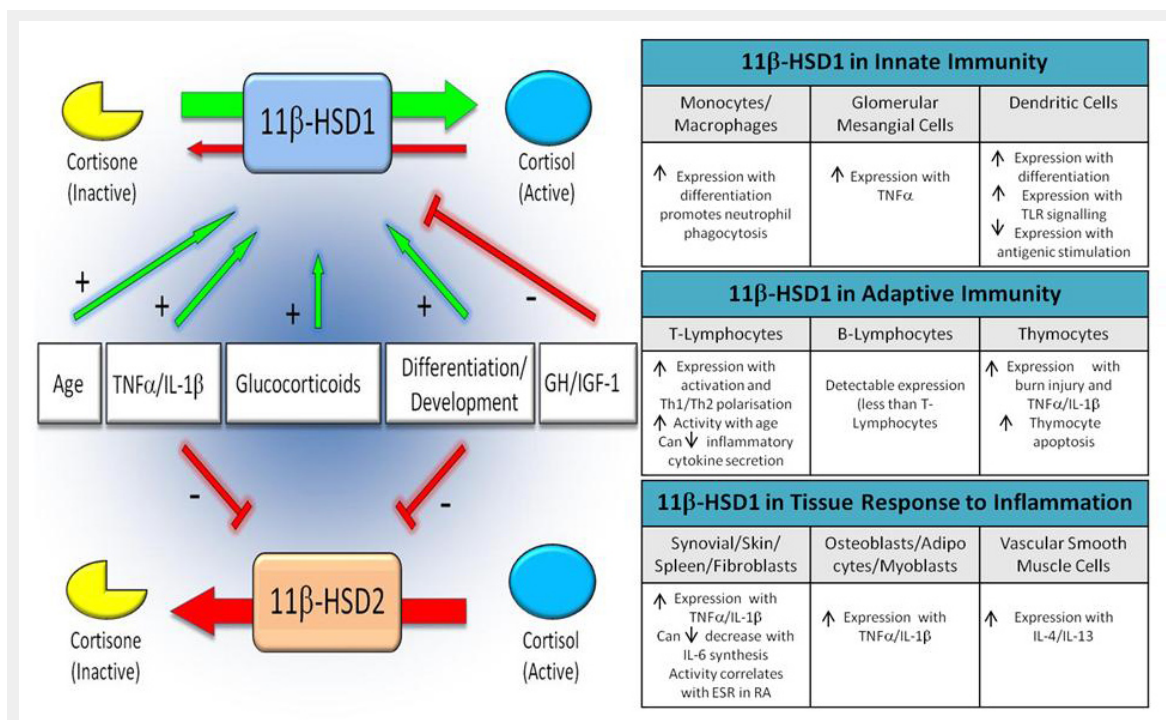 11β-HSD1
Cortisone
(Inactive)
Cortisol
(Active)
+
+
+
+
-
Age
TNFα/IL-1β
Glucocorticoids
Differentiation/
Development
GH/IGF-1
-
-
11β-HSD2
Cortisone
(Inactive)
Cortisol
(Active)
11β-HSD1 in Innate Immunity
Monocytes/
Macrophages
Glomerular
Mesangial Cells
Dendritic Cells
↑ Expression with
differentiation
promotes neutrophil
phagocytosis
↑ Expression with
TNFα
↑ Expression with
differentiation
↑ Expression with
TLR signalling
↓ Expression with
antigenic stimulation
11β-HSD1 in Adaptive Immunity
T-Lymphocytes
B-Lymphocytes
Thymocytes
↑ Expression with
activation and
Th1/Th2 polarisation
↑ Activity with age
Can ↓ inflammatory
cytokine secretion
Detectable expression
(less than T-
Lymphocytes
↑ Expression with
burn injury and
TNFα/IL-1β
↑ Thymocyte
apoptosis
11β-HSD1 in Tissue Response to Inflammation
Synovial/Skin/
Spleen/Fibroblasts
Osteoblasts/Adipo
cytes/Myoblasts
Vascular Smooth
Muscle Cells
↑ Expression with
TNFα/IL-1β
Can ↓ decrease with
IL-6 synthesis
Activity correlates
with ESR in RA
↑ Expression with
TNFα/IL-1β
↑ Expression with
IL-4/IL-13